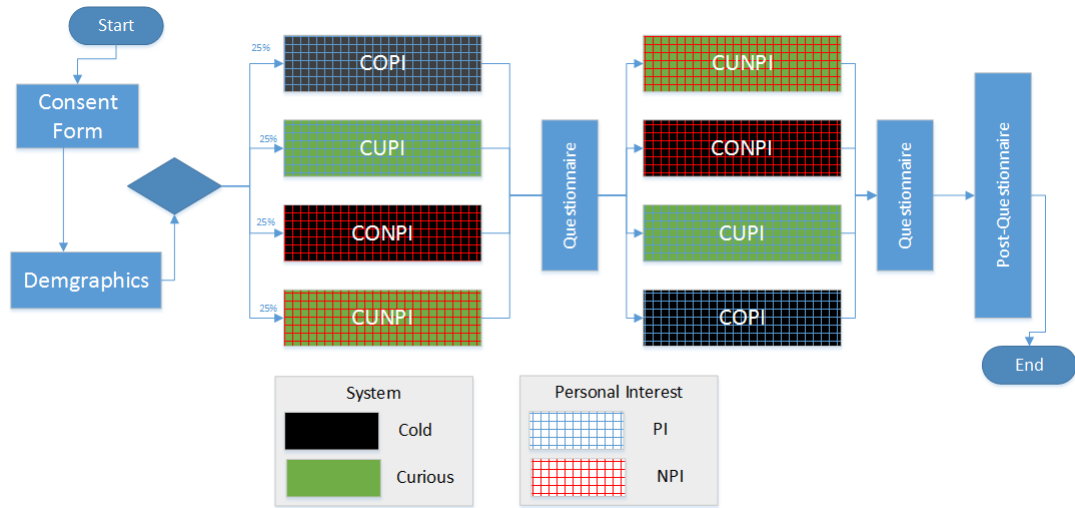 Start
Consent
Form
Demgraphics
25%
25%
25%
25%
COPI
CUPI
CONPI
CUNPI
Questionnaire
CUNPI
CONPI
CUPI
COPI
Questionnaire
Post-Questionnaire
End
System
Cold
Curious
Personal Interest
PI
NPI